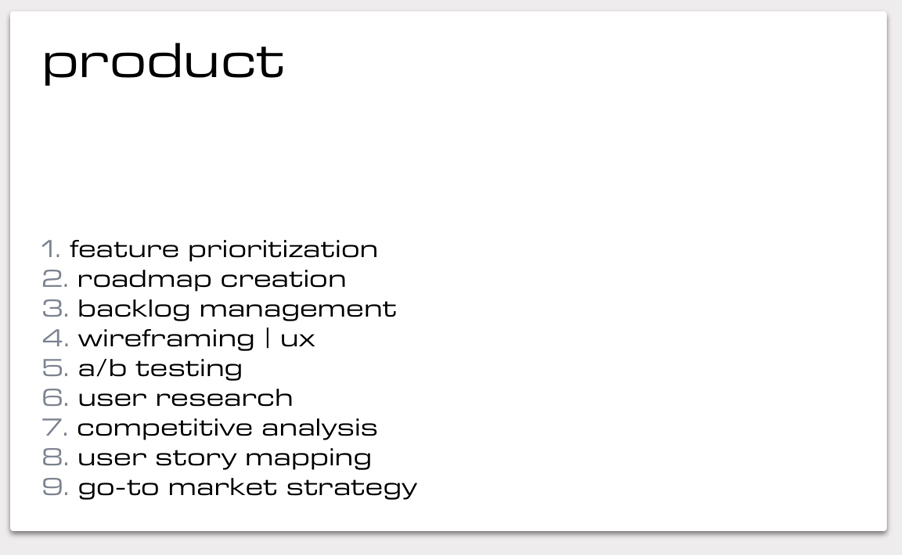 product
1. feature prioritization
2. roadmap creation
3. backlog management
4. wireframing | ux
5. a/b testing
6. user research
7. competitive analysis
8. user story mapping
9. go-to market strategy